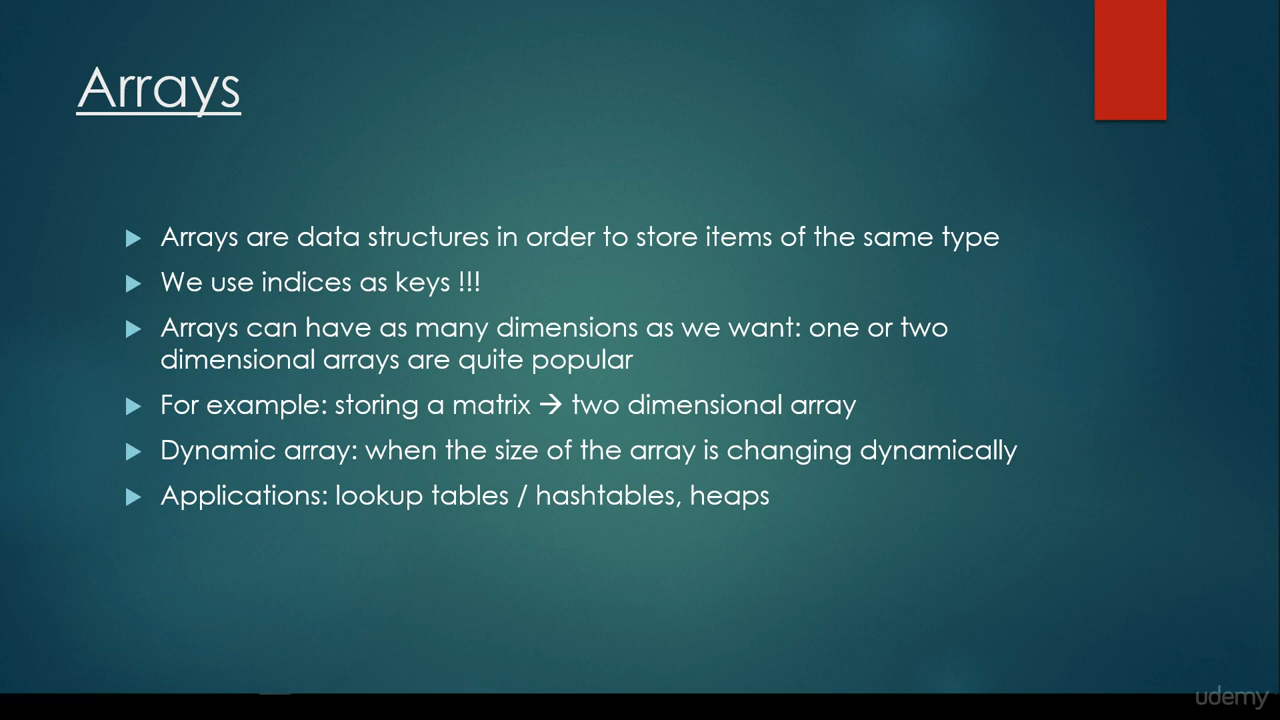 Arrays
Arrays are data structures in order to store items of the same type
We use indices as keys !!!
Arrays can have as many dimensions as we want: one or two
dimensional arrays are quite popular
For example: storing a matrix → two dimensional array
Dynamic array: when the size of the array is changing dynamically
Applications: lookup tables / hashtables, heaps
udemy